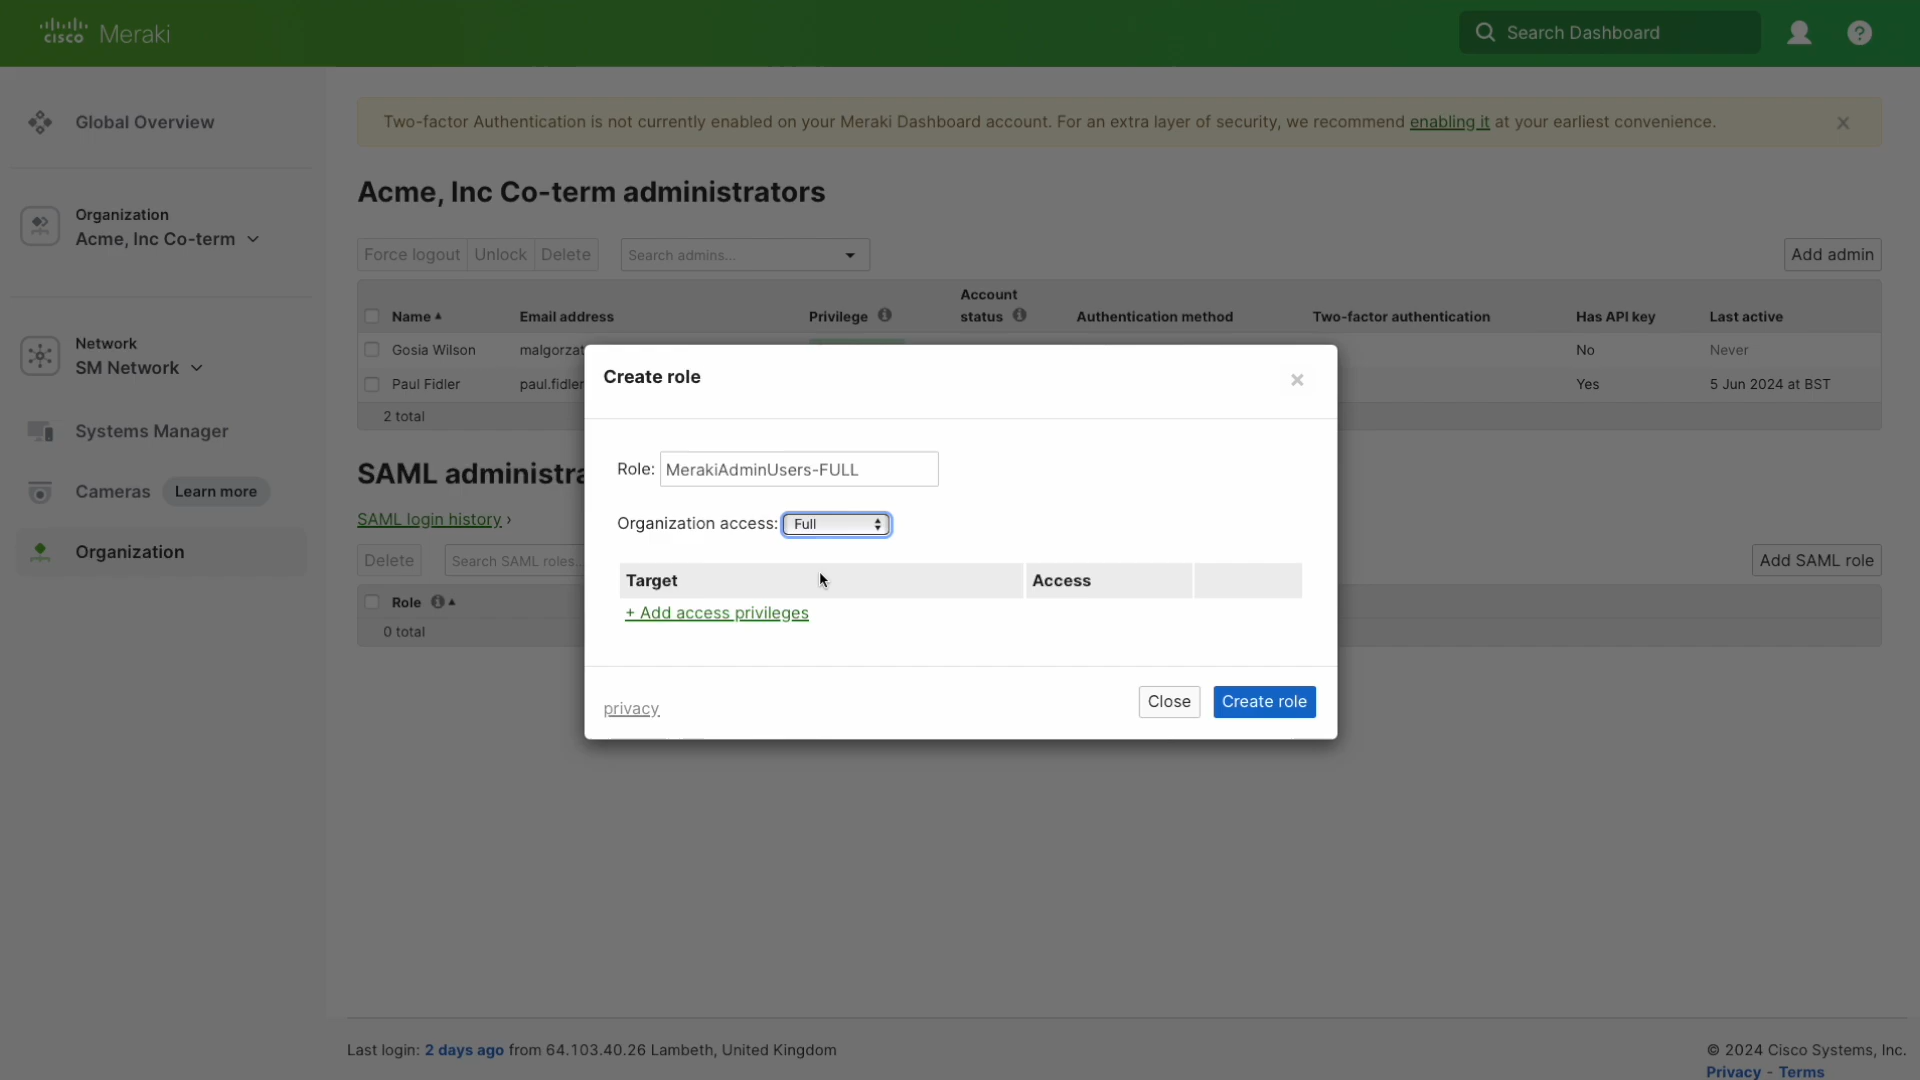 CISCO Meraki
Search Dashboard
?
Global Overview
Two-factor Authentication is not currently enabled on your Meraki Dashboard account. For an extra layer of security, we recommend enabling it at your earliest convenience.
Organization
Acme, Inc Co-term
Network
SM Network
Systems Manager
Cameras Learn more
Organization
Acme, Inc Co-term administrators
Force logout Unlock Delete Search admins... Add admin
Name Email address Privilege Account status Authentication method Two-factor authentication Has API key Last active
Gosia Wilson malgorzat No Never
Paul Fidler paul.fidler Yes 5 Jun 2024 at BST
2 total
SAML administra
SAML login history ›
Delete Search SAML roles... Add SAML role
Role
0 total
Create role
Role: MerakiAdminUsers-FULL
Organization access: Full
Target Access
+ Add access privileges
privacy Close Create role
Last login: 2 days ago from 64.103.40.26 Lambeth, United Kingdom
© 2024 Cisco Systems, Inc.
Privacy - Terms